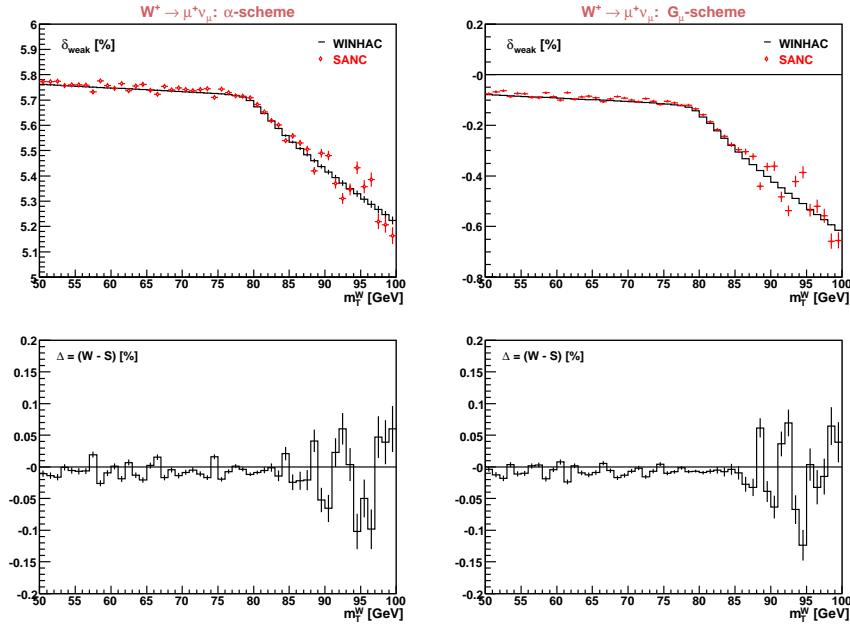 W⁺ → μ⁺ν_μ: α-scheme
δ_weak [%]
WINHAC
SANC
6
5.9
5.8
5.7
5.6
5.5
5.4
5.3
5.2
5.1
5
50 55 60 65 70 75 80 85 90 95 100
m_T^W [GeV]
W⁺ → μ⁺ν_μ: G_μ-scheme
δ_weak [%]
WINHAC
SANC
0.2
-0
-0.2
-0.4
-0.6
-0.8
50 55 60 65 70 75 80 85 90 95 100
m_T^W [GeV]
Δ = (W - S) [%]
0.2
0.15
0.1
0.05
-0
-0.05
-0.1
-0.15
-0.2
50 55 60 65 70 75 80 85 90 95 100
m_T^W [GeV]
Δ = (W - S) [%]
0.2
0.15
0.1
0.05
-0
-0.05
-0.1
-0.15
-0.2
50 55 60 65 70 75 80 85 90 95 100
m_T^W [GeV]